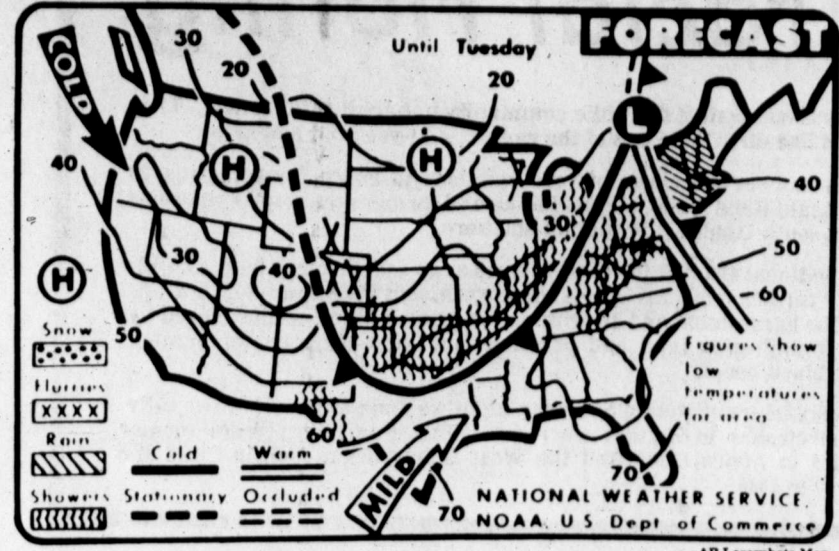 FORECAST
Until Tuesday
COLD
30
20
20
H
H
L
40
40
30
30
40
50
60
H
50
60
70
70
MILD
Snow
Flurries
XXXX
Rain
Showers
Cold
Warm
Stationary
Occluded
Figures show
low
temperatures
for area
NATIONAL WEATHER SERVICE
NOAA, U S Dept of Commerce